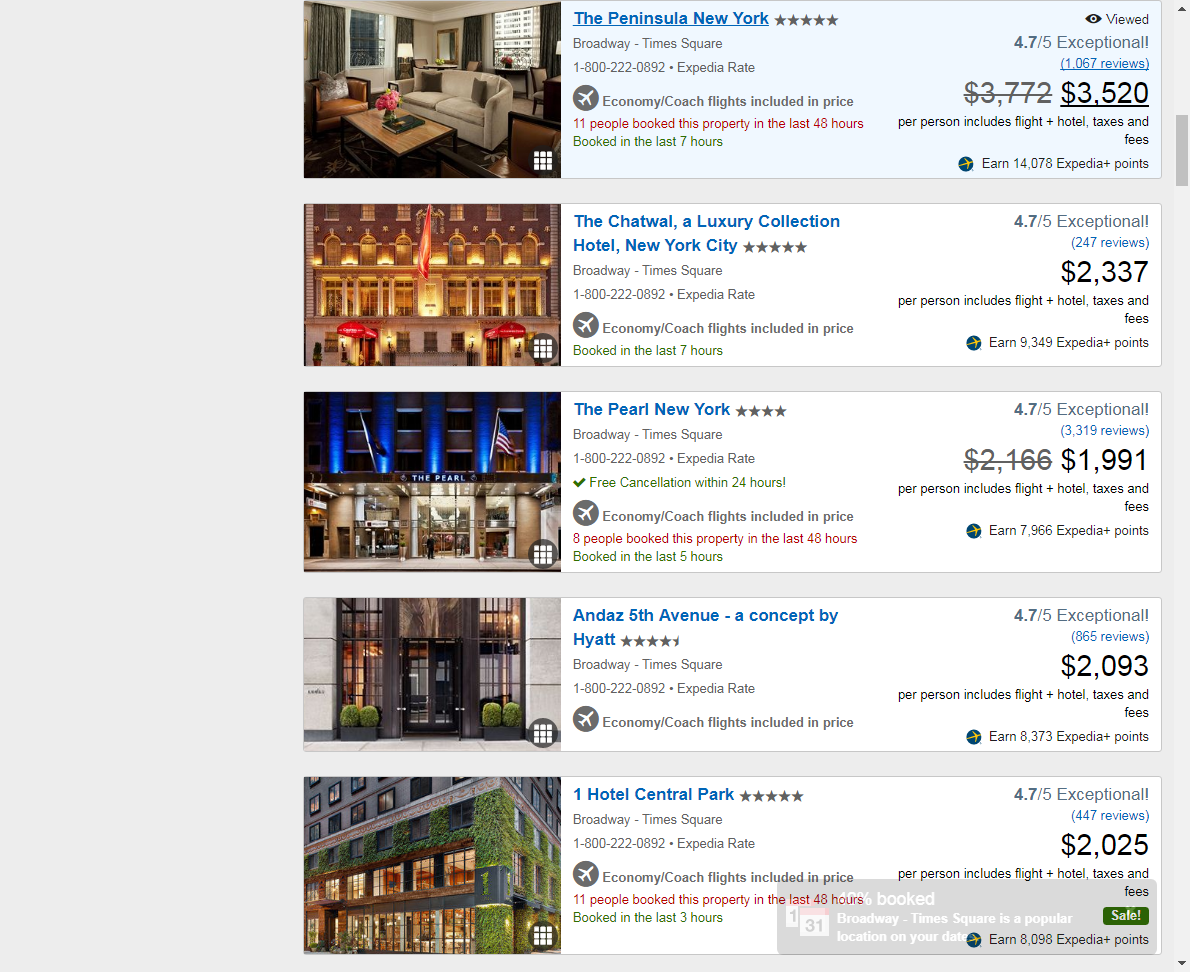 The Peninsula New York
Viewed
Broadway - Times Square
4.7/5 Exceptional!
1-800-222-0892 • Expedia Rate
(1,067 reviews)
$3,772 $3,520
Economy/Coach flights included in price
per person includes flight + hotel, taxes and
fees
11 people booked this property in the last 48 hours
Booked in the last 7 hours
Earn 14,078 Expedia+ points
The Chatwal, a Luxury Collection
Hotel, New York City
4.7/5 Exceptional!
(247 reviews)
Broadway - Times Square
$2,337
1-800-222-0892 • Expedia Rate
per person includes flight + hotel, taxes and
fees
Economy/Coach flights included in price
Booked in the last 7 hours
Earn 9,349 Expedia+ points
The Pearl New York
4.7/5 Exceptional!
Broadway - Times Square
(3,319 reviews)
1-800-222-0892 • Expedia Rate
$2,166 $1,991
Free Cancellation within 24 hours!
per person includes flight + hotel, taxes and
fees
THE PEARL
Economy/Coach flights included in price
8 people booked this property in the last 48 hours
Booked in the last 5 hours
Earn 7,966 Expedia+ points
Andaz 5th Avenue - a concept by
Hyatt
4.7/5 Exceptional!
(865 reviews)
Broadway - Times Square
$2,093
1-800-222-0892 • Expedia Rate
per person includes flight + hotel, taxes and
fees
Economy/Coach flights included in price
Earn 8,373 Expedia+ points
1 Hotel Central Park
4.7/5 Exceptional!
Broadway - Times Square
(447 reviews)
1-800-222-0892 • Expedia Rate
$2,025
Economy/Coach flights included in price
per person includes flight + hotel, taxes and
fees
11 people booked this property in the last 48 hours
Booked in the last 3 hours
booked
1
31
Broadway - Times Square is a popular
location on your date
Sale!
Earn 8,098 Expedia+ points